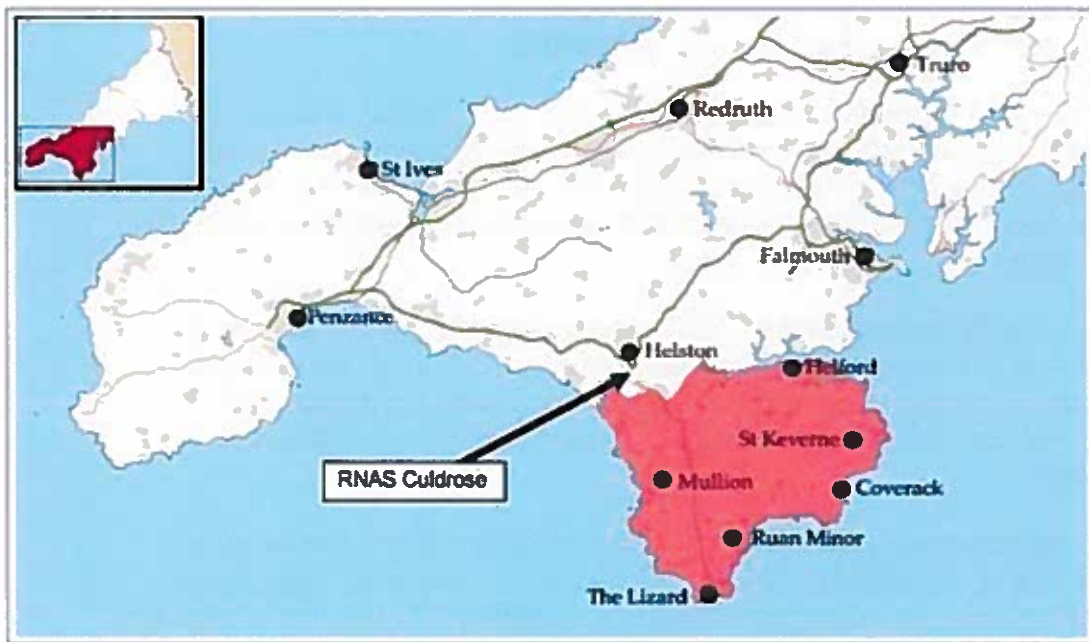 Truro
Redruth
St Ives
Falmouth
Penzance
Helston
Helford
St Keverne
RNAS Culdrose
Mullion
Coverack
Ruan Minor
The Lizard